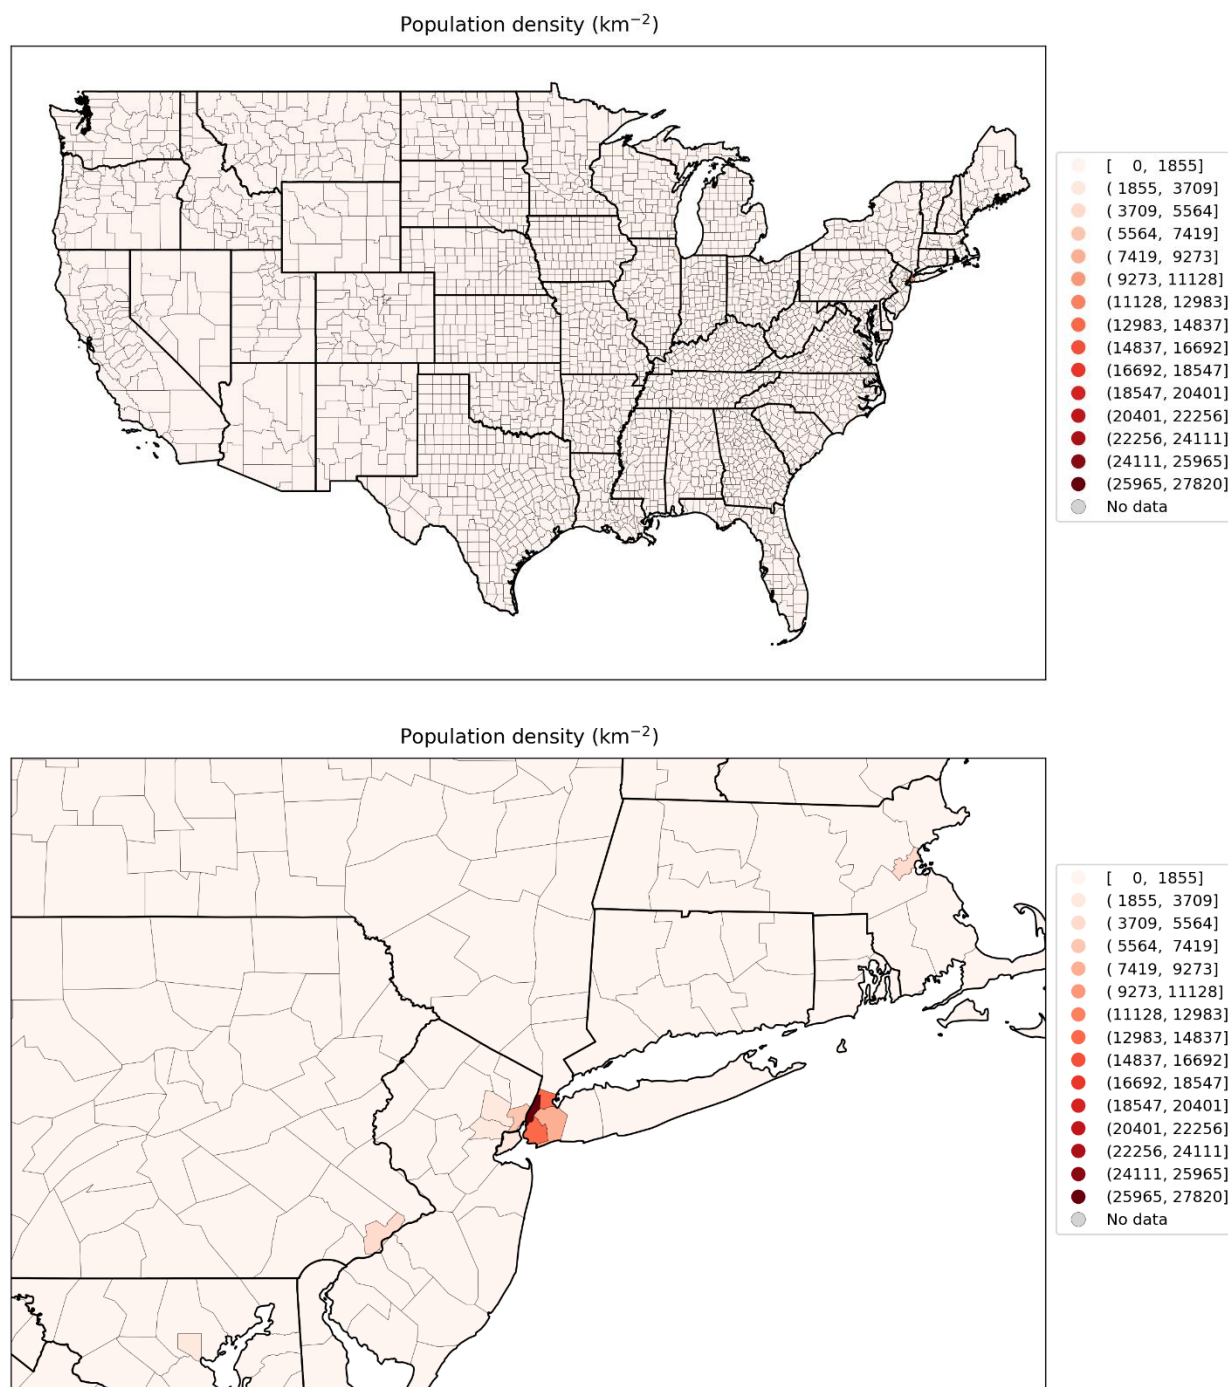 Population density (km⁻²)
[ 0, 1855]
( 1855, 3709]
( 3709, 5564]
( 5564, 7419]
( 7419, 9273]
( 9273, 11128]
(11128, 12983]
(12983, 14837]
(14837, 16692]
(16692, 18547]
(18547, 20401]
(20401, 22256]
(22256, 24111]
(24111, 25965]
(25965, 27820]
No data
Population density (km⁻²)
[ 0, 1855]
( 1855, 3709]
( 3709, 5564]
( 5564, 7419]
( 7419, 9273]
( 9273, 11128]
(11128, 12983]
(12983, 14837]
(14837, 16692]
(16692, 18547]
(18547, 20401]
(20401, 22256]
(22256, 24111]
(24111, 25965]
(25965, 27820]
No data